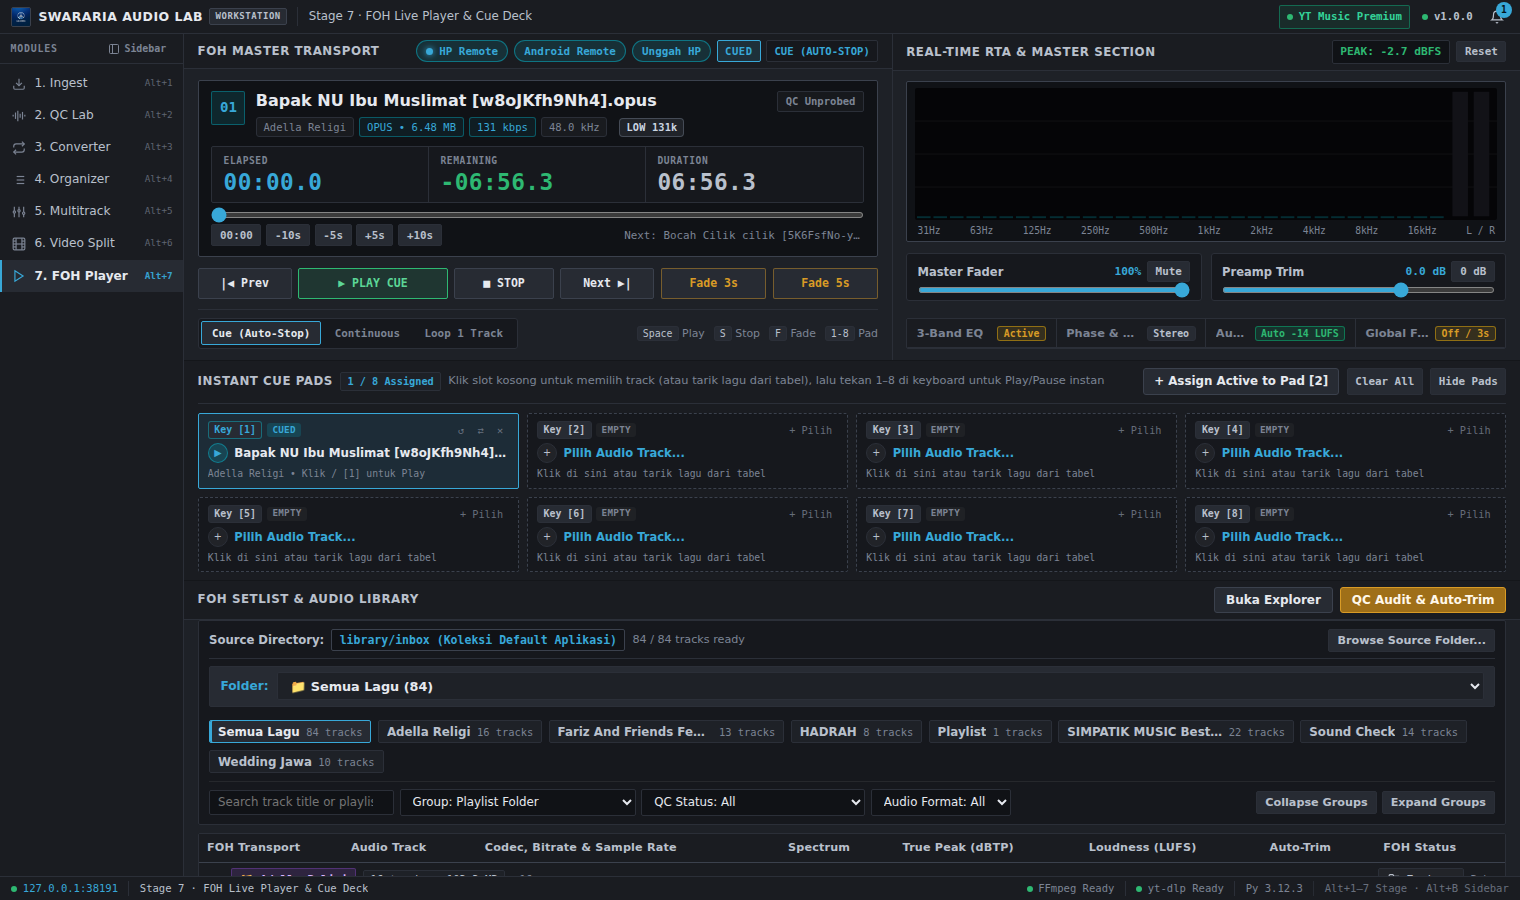 SWARARIA AUDIO LAB WORKSTATION Stage 7 · FOH Live Player & Cue Deck YT Music Premium v1.0.0 1
MODULES Sidebar
1. Ingest Alt+1
2. QC Lab Alt+2
3. Converter Alt+3
4. Organizer Alt+4
5. Multitrack Alt+5
6. Video Split Alt+6
7. FOH Player Alt+7
FOH MASTER TRANSPORT HP Remote Android Remote Unggah HP CUED CUE (AUTO-STOP)
01 Bapak NU Ibu Muslimat [w8oJKfh9Nh4].opus QC Unprobed
Adella Religi OPUS • 6.48 MB 131 kbps 48.0 kHz LOW 131k
ELAPSED REMAINING DURATION
00:00.0 -06:56.3 06:56.3
00:00 -10s -5s +5s +10s Next: Bocah Cilik cilik [5K6FsfNo-y…
|◀ Prev ▶ PLAY CUE ■ STOP Next ▶| Fade 3s Fade 5s
Cue (Auto-Stop) Continuous Loop 1 Track Space Play S Stop F Fade 1-8 Pad
REAL-TIME RTA & MASTER SECTION PEAK: -2.7 dBFS Reset
31Hz 63Hz 125Hz 250Hz 500Hz 1kHz 2kHz 4kHz 8kHz 16kHz L / R
Master Fader 100% Mute Preamp Trim 0.0 dB 0 dB
3-Band EQ Active Phase & … Stereo Au… Auto -14 LUFS Global F… Off / 3s
INSTANT CUE PADS 1 / 8 Assigned Klik slot kosong untuk memilih track (atau tarik lagu dari tabel), lalu tekan 1–8 di keyboard untuk Play/Pause instan + Assign Active to Pad [2] Clear All Hide Pads
Key [1] CUED ↺ ⇄ ×
▶ Bapak NU Ibu Muslimat [w8oJKfh9Nh4]…
Adella Religi • Klik / [1] untuk Play
Key [2] EMPTY + Pilih
+ Pilih Audio Track...
Klik di sini atau tarik lagu dari tabel
Key [3] EMPTY + Pilih
+ Pilih Audio Track...
Klik di sini atau tarik lagu dari tabel
Key [4] EMPTY + Pilih
+ Pilih Audio Track...
Klik di sini atau tarik lagu dari tabel
Key [5] EMPTY + Pilih
+ Pilih Audio Track...
Klik di sini atau tarik lagu dari tabel
Key [6] EMPTY + Pilih
+ Pilih Audio Track...
Klik di sini atau tarik lagu dari tabel
Key [7] EMPTY + Pilih
+ Pilih Audio Track...
Klik di sini atau tarik lagu dari tabel
Key [8] EMPTY + Pilih
+ Pilih Audio Track...
Klik di sini atau tarik lagu dari tabel
FOH SETLIST & AUDIO LIBRARY Buka Explorer QC Audit & Auto-Trim
Source Directory: library/inbox (Koleksi Default Aplikasi) 84 / 84 tracks ready Browse Source Folder...
Folder: 📁 Semua Lagu (84)
Semua Lagu 84 tracks Adella Religi 16 tracks Fariz And Friends Fe… 13 tracks HADRAH 8 tracks Playlist 1 tracks SIMPATIK MUSIC Best… 22 tracks Sound Check 14 tracks
Wedding Jawa 10 tracks
Search track title or playlis Group: Playlist Folder QC Status: All Audio Format: All Collapse Groups Expand Groups
FOH Transport Audio Track Codec, Bitrate & Sample Rate Spectrum True Peak (dBTP) Loudness (LUFS) Auto-Trim FOH Status
127.0.0.1:38191 Stage 7 · FOH Live Player & Cue Deck FFmpeg Ready yt-dlp Ready Py 3.12.3 Alt+1–7 Stage · Alt+B Sidebar